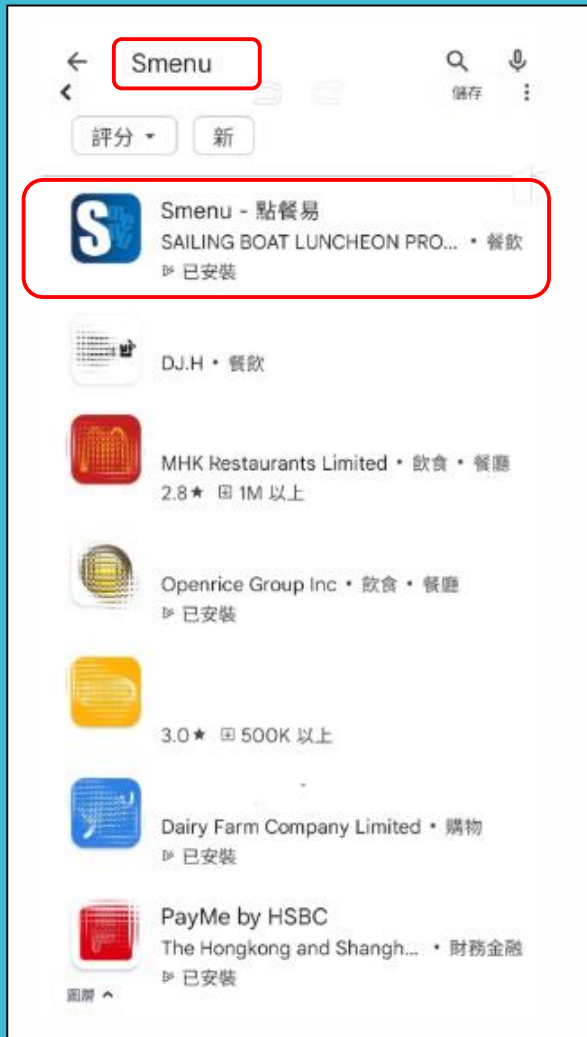 Smenu
儲存
評分
新
Smenu - 點餐易
SAILING BOAT LUNCHEON PRO... • 餐飲
已安裝
DJ.H • 餐飲
MHK Restaurants Limited • 飲食 • 餐廳
2.8★ 1M 以上
Openrice Group Inc • 飲食 • 餐廳
已安裝
3.0★ 500K 以上
Dairy Farm Company Limited • 購物
已安裝
PayMe by HSBC
The Hongkong and Shangh... • 財務金融
已安裝
圖層